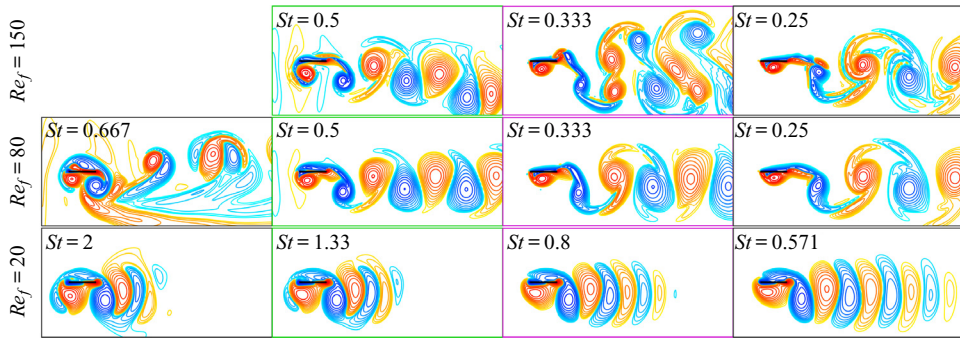 Re_f = 150
St = 0.5
St = 0.333
St = 0.25
Re_f = 80
St = 0.667
St = 0.5
St = 0.333
St = 0.25
Re_f = 20
St = 2
St = 1.33
St = 0.8
St = 0.571